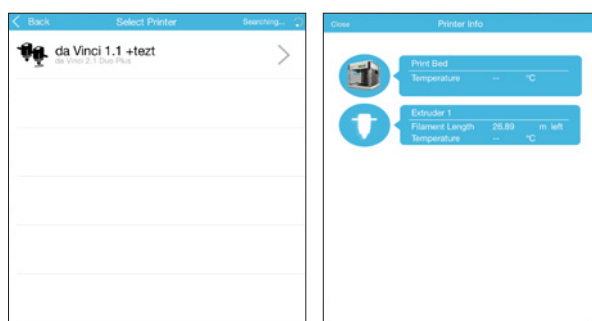 Back Select Printer Searching...
da Vinci 1.1 +tezt
da Vinci 2.1 Duo Plus
Close Printer Info
Print Bed
Temperature -- °C
Extruder 1
Filament Length 26.89 m left
Temperature -- °C